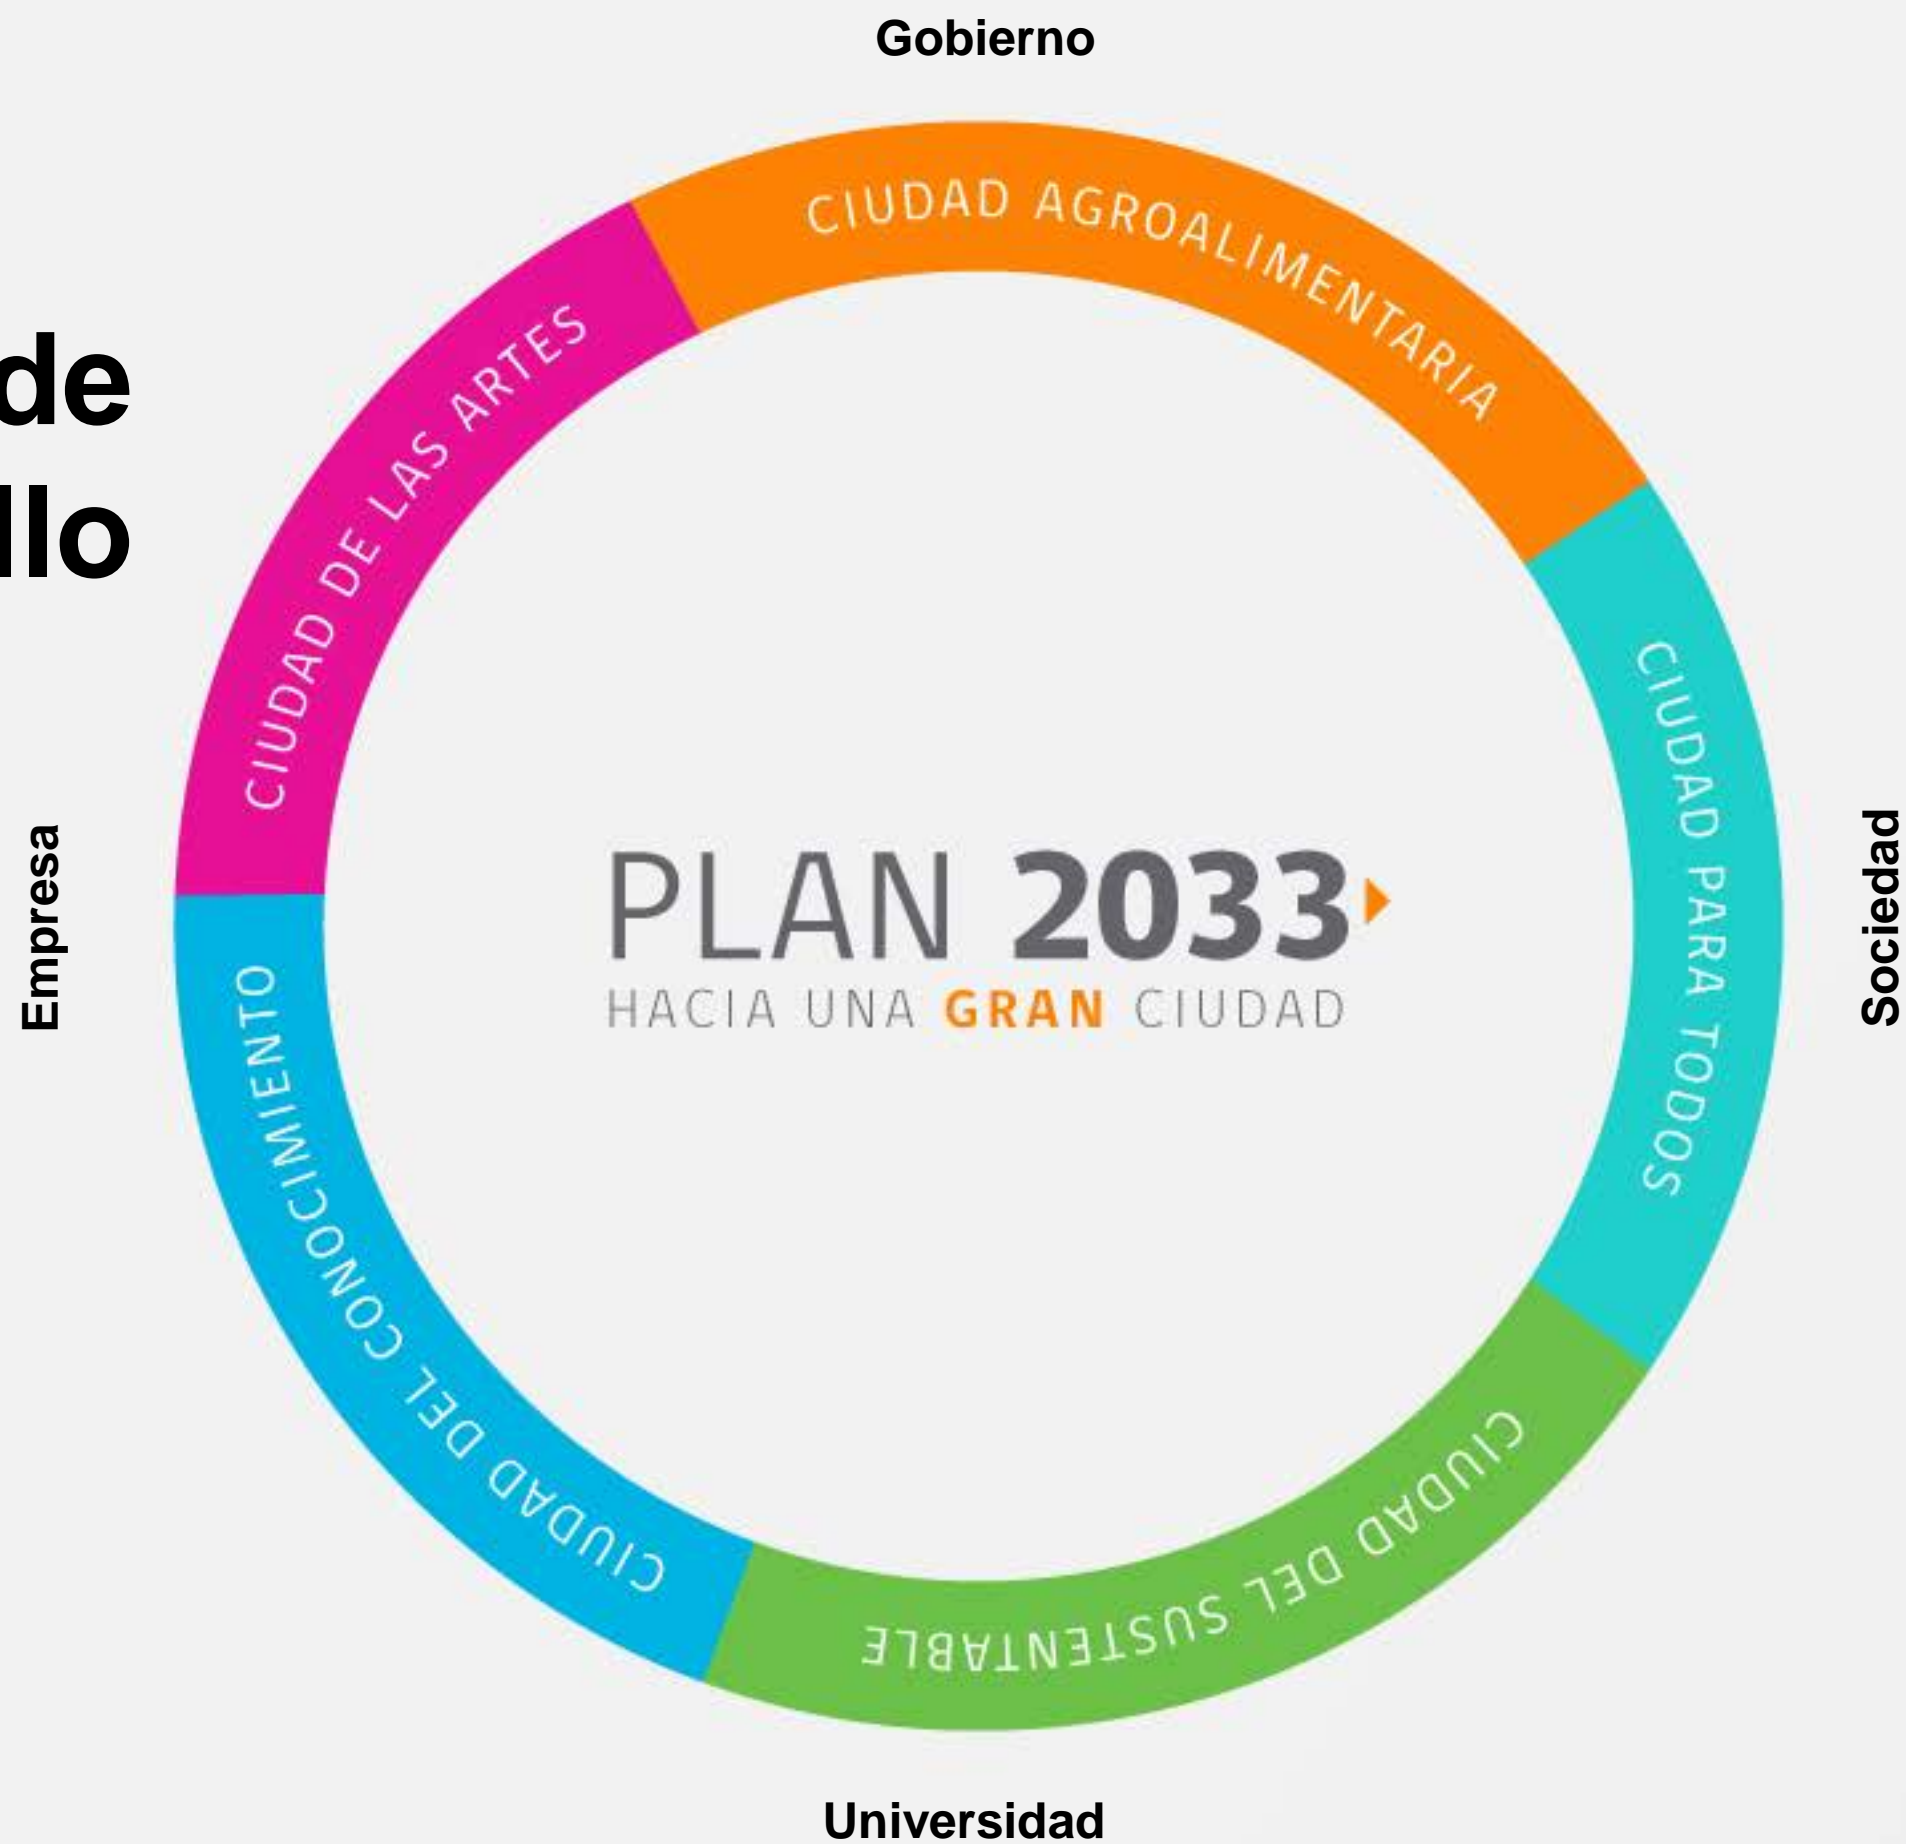 Gobierno
CIUDAD AGROALIMENTARIA
CIUDAD DE LAS ARTES
de
llo
CIUDAD PARA TODOS
Empresa
PLAN 2033
HACIA UNA GRAN CIUDAD
Sociedad
CIUDAD DEL CONOCIMIENTO
CIUDAD DEL SUSTENTABLE
Universidad